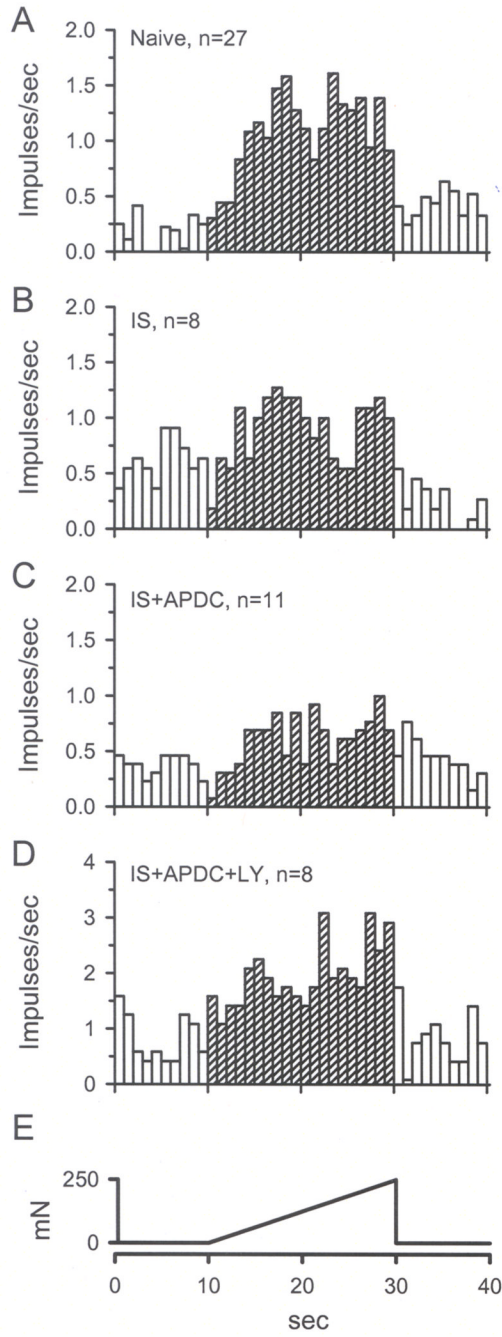 A
Naive, n=27
Impulses/sec
2.0
1.5
1.0
0.5
0.0
B
IS, n=8
Impulses/sec
2.0
1.5
1.0
0.5
0.0
C
IS+APDC, n=11
Impulses/sec
2.0
1.5
1.0
0.5
0.0
D
IS+APDC+LY, n=8
Impulses/sec
4
3
2
1
0
E
mN
250
0
0 10 20 30 40
sec